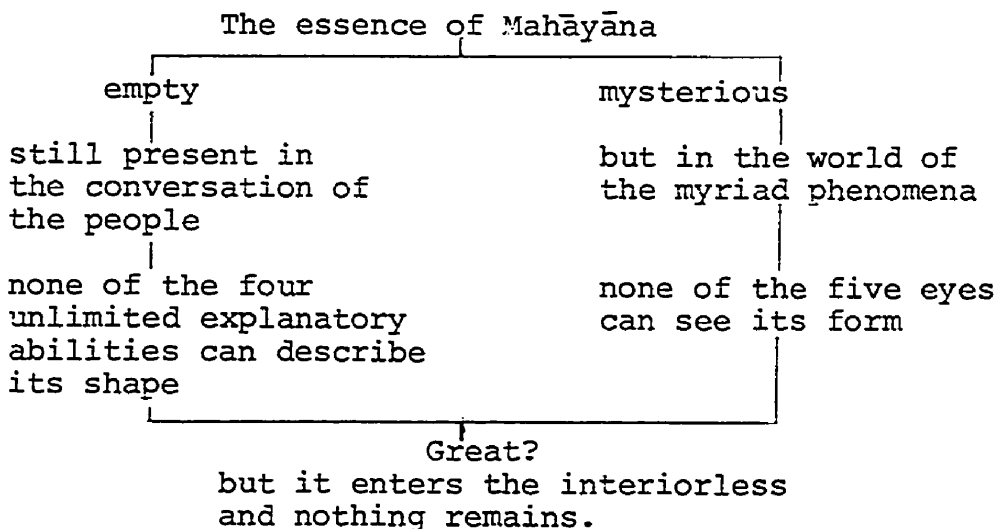 The essence of Mahāyāna
empty
still present in
the conversation of
the people
none of the four
unlimited explanatory
abilities can describe
its shape
mysterious
but in the world of
the myriad phenomena
none of the five eyes
can see its form
Great?
but it enters the interiorless
and nothing remains.